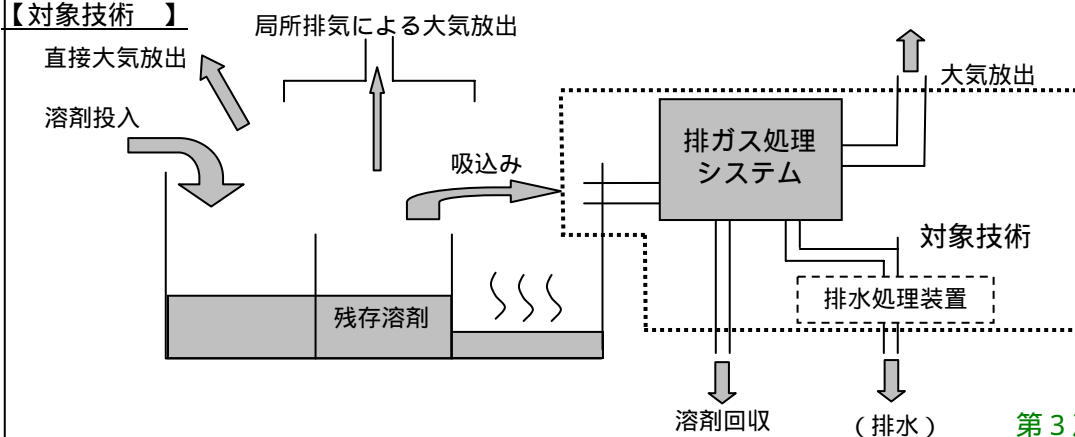 【対象技術　】
局所排気による大気放出
直接大気放出
大気放出
溶剤投入
排ガス処理
システム
吸込み
対象技術
排水処理装置
残存溶剤
溶剤回収
（排水）
第３